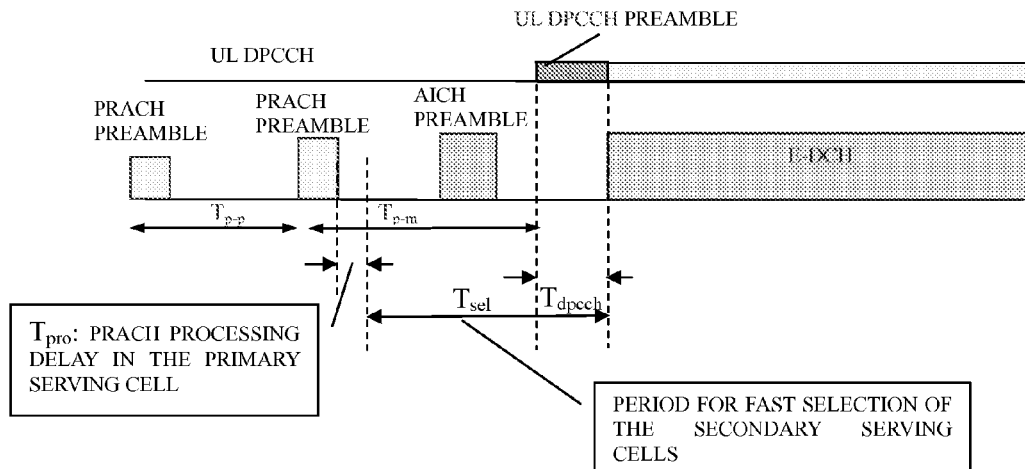 UL DPCCH PREAMBLE
UL DPCCH
PRACH
PREAMBLE
PRACH
PREAMBLE
AICH
PREAMBLE
E-DCH
Tp-p
Tp-m
Tsel
Tdpcch
Tpro: PRACH PROCESSING
DELAY IN THE PRIMARY
SERVING CELL
PERIOD FOR FAST SELECTION OF
THE SECONDARY SERVING
CELLS